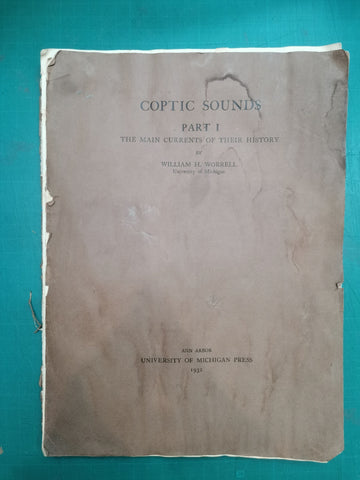 COPTIC SOUNDS
PART I
THE MAIN CURRENTS OF THEIR HISTORY
BY
WILLIAM H. WORRELL
University of Michigan
ANN ARBOR
UNIVERSITY OF MICHIGAN PRESS
1932